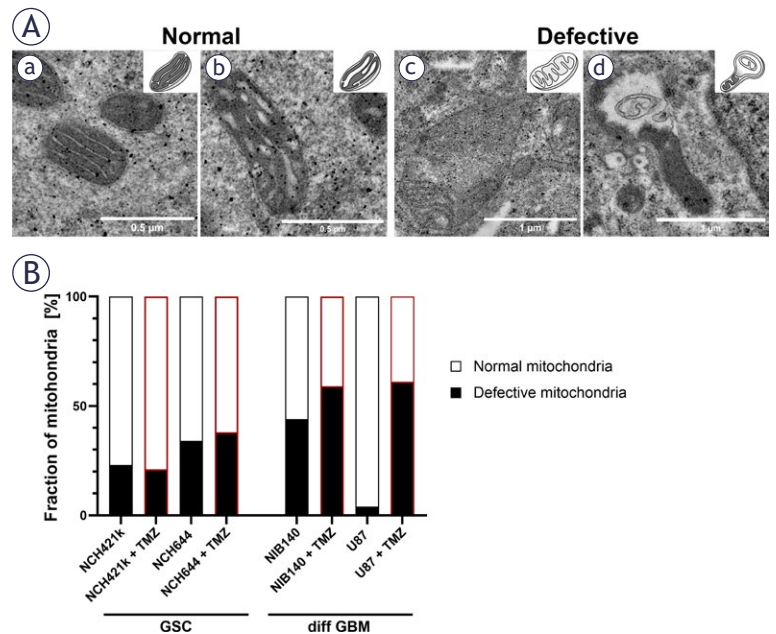 A
Normal
Defective
a
b
c
d
0.5 µm
0.5 µm
1 µm
1 µm
B
Fraction of mitohondria [%]
100
50
0
Normal mitochondria
Defective mitochondria
NCH421k
NCH421k + TMZ
NCH644
NCH644 + TMZ
NIB140
NIB140 + TMZ
U87
U87 + TMZ
GSC
diff GBM